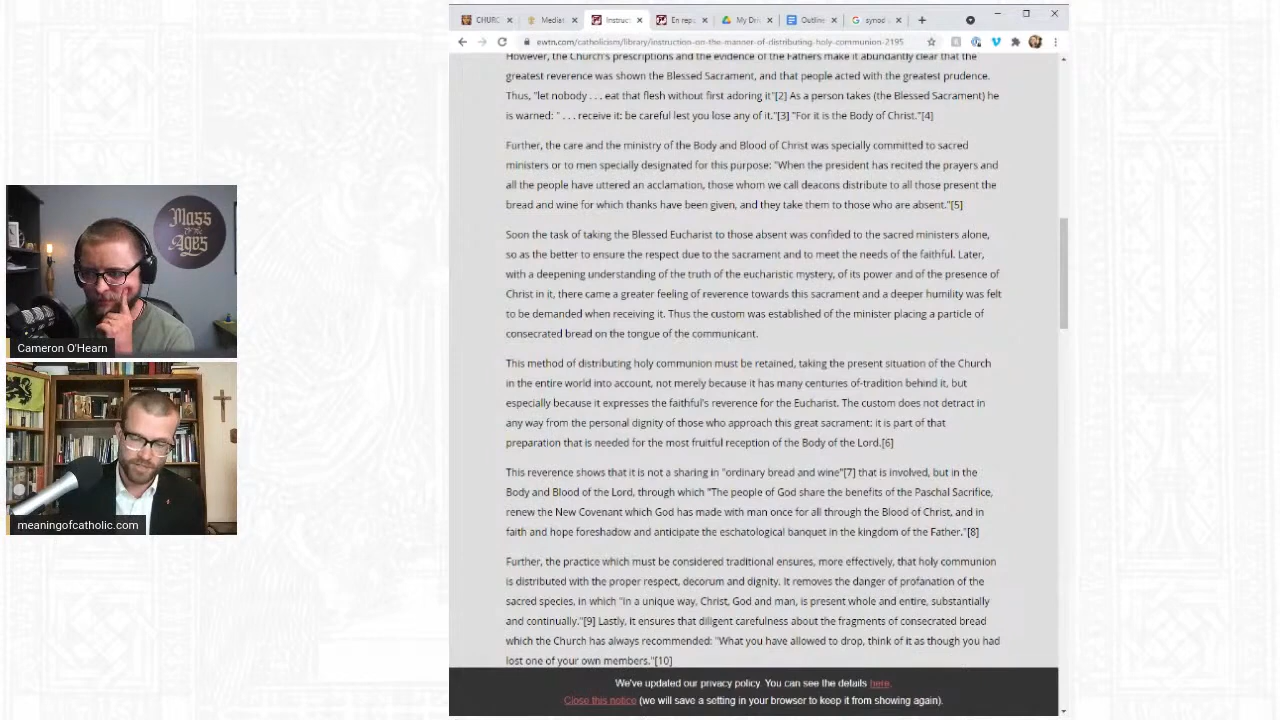 CHURC
Mediat
Instruc
En rep
My Dri
Outline
synod
ewtn.com/catholicism/library/instruction-on-the-manner-of-distributing-holy-communion-2195
However, the Church's prescriptions and the evidence of the Fathers make it abundantly clear that the
greatest reverence was shown the Blessed Sacrament, and that people acted with the greatest prudence.
Thus, "let nobody . . . eat that flesh without first adoring it"[2] As a person takes (the Blessed Sacrament) he
is warned: " . . . receive it: be careful lest you lose any of it."[3] "For it is the Body of Christ."[4]
Further, the care and the ministry of the Body and Blood of Christ was specially committed to sacred
ministers or to men specially designated for this purpose: "When the president has recited the prayers and
all the people have uttered an acclamation, those whom we call deacons distribute to all those present the
bread and wine for which thanks have been given, and they take them to those who are absent."[5]
Soon the task of taking the Blessed Eucharist to those absent was confided to the sacred ministers alone,
so as the better to ensure the respect due to the sacrament and to meet the needs of the faithful. Later,
with a deepening understanding of the truth of the eucharistic mystery, of its power and of the presence of
Christ in it, there came a greater feeling of reverence towards this sacrament and a deeper humility was felt
to be demanded when receiving it. Thus the custom was established of the minister placing a particle of
consecrated bread on the tongue of the communicant.
This method of distributing holy communion must be retained, taking the present situation of the Church
in the entire world into account, not merely because it has many centuries of-tradition behind it, but
especially because it expresses the faithful's reverence for the Eucharist. The custom does not detract in
any way from the personal dignity of those who approach this great sacrament: it is part of that
preparation that is needed for the most fruitful reception of the Body of the Lord.[6]
This reverence shows that it is not a sharing in "ordinary bread and wine"[7] that is involved, but in the
Body and Blood of the Lord, through which "The people of God share the benefits of the Paschal Sacrifice,
renew the New Covenant which God has made with man once for all through the Blood of Christ, and in
faith and hope foreshadow and anticipate the eschatological banquet in the kingdom of the Father."[8]
Further, the practice which must be considered traditional ensures, more effectively, that holy communion
is distributed with the proper respect, decorum and dignity. It removes the danger of profanation of the
sacred species, in which "in a unique way, Christ, God and man, is present whole and entire, substantially
and continually."[9] Lastly, it ensures that diligent carefulness about the fragments of consecrated bread
which the Church has always recommended: "What you have allowed to drop, think of it as though you had
lost one of your own members."[10]
We've updated our privacy policy. You can see the details here.
Close this notice (we will save a setting in your browser to keep it from showing again).
Mass
of the
Ages
Cameron O'Hearn
meaningofcatholic.com